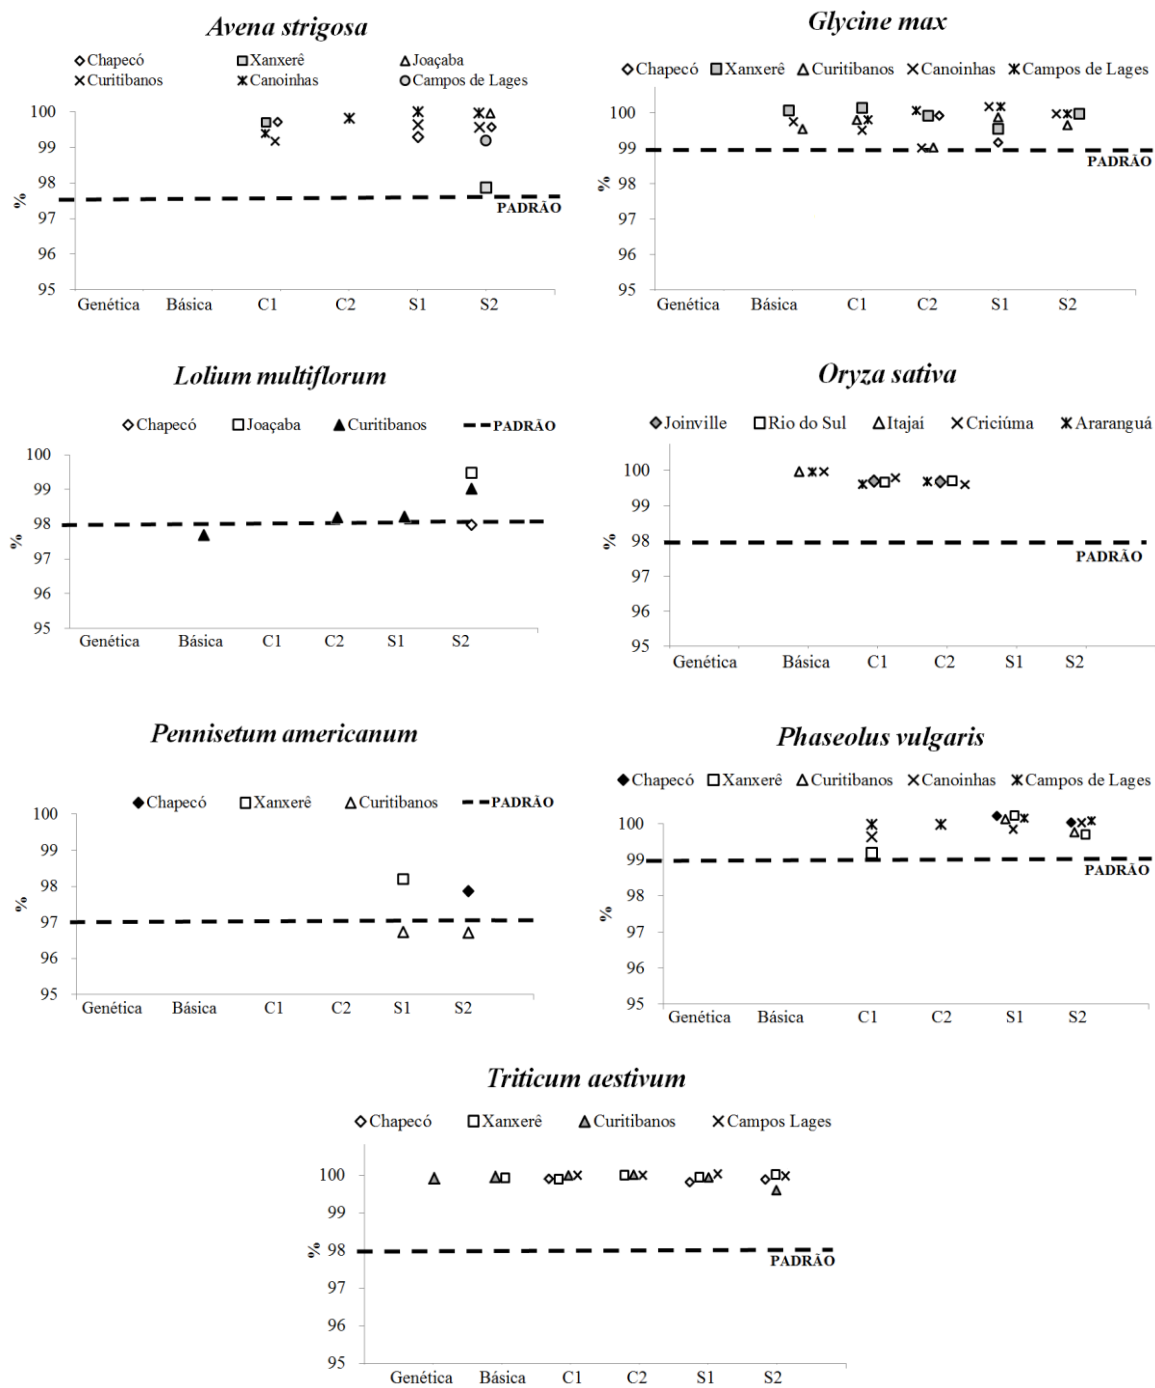 Avena strigosa
Chapecó Xanxerê Joaçaba
Curitibanos Canoinhas Campos de Lages
100
99
98
97
96
95
%
PADRÃO
Genética Básica C1 C2 S1 S2
Glycine max
Chapecó Xanxerê Curitibanos Canoinhas Campos de Lages
100
99
98
97
96
95
%
PADRÃO
Genética Básica C1 C2 S1 S2
Lolium multiflorum
Chapecó Joaçaba Curitibanos PADRÃO
100
99
98
97
96
95
%
Genética Básica C1 C2 S1 S2
Oryza sativa
Joinville Rio do Sul Itajaí Criciúma Araranguá
100
99
98
97
96
95
%
PADRÃO
Genética Básica C1 C2 S1 S2
Pennisetum americanum
Chapecó Xanxerê Curitibanos PADRÃO
100
99
98
97
96
95
%
Genética Básica C1 C2 S1 S2
Phaseolus vulgaris
Chapecó Xanxerê Curitibanos Canoinhas Campos de Lages
100
99
98
97
96
95
%
PADRÃO
Genética Básica C1 C2 S1 S2
Triticum aestivum
Chapecó Xanxerê Curitibanos Campos Lages
100
99
98
97
96
95
%
PADRÃO
Genética Básica C1 C2 S1 S2